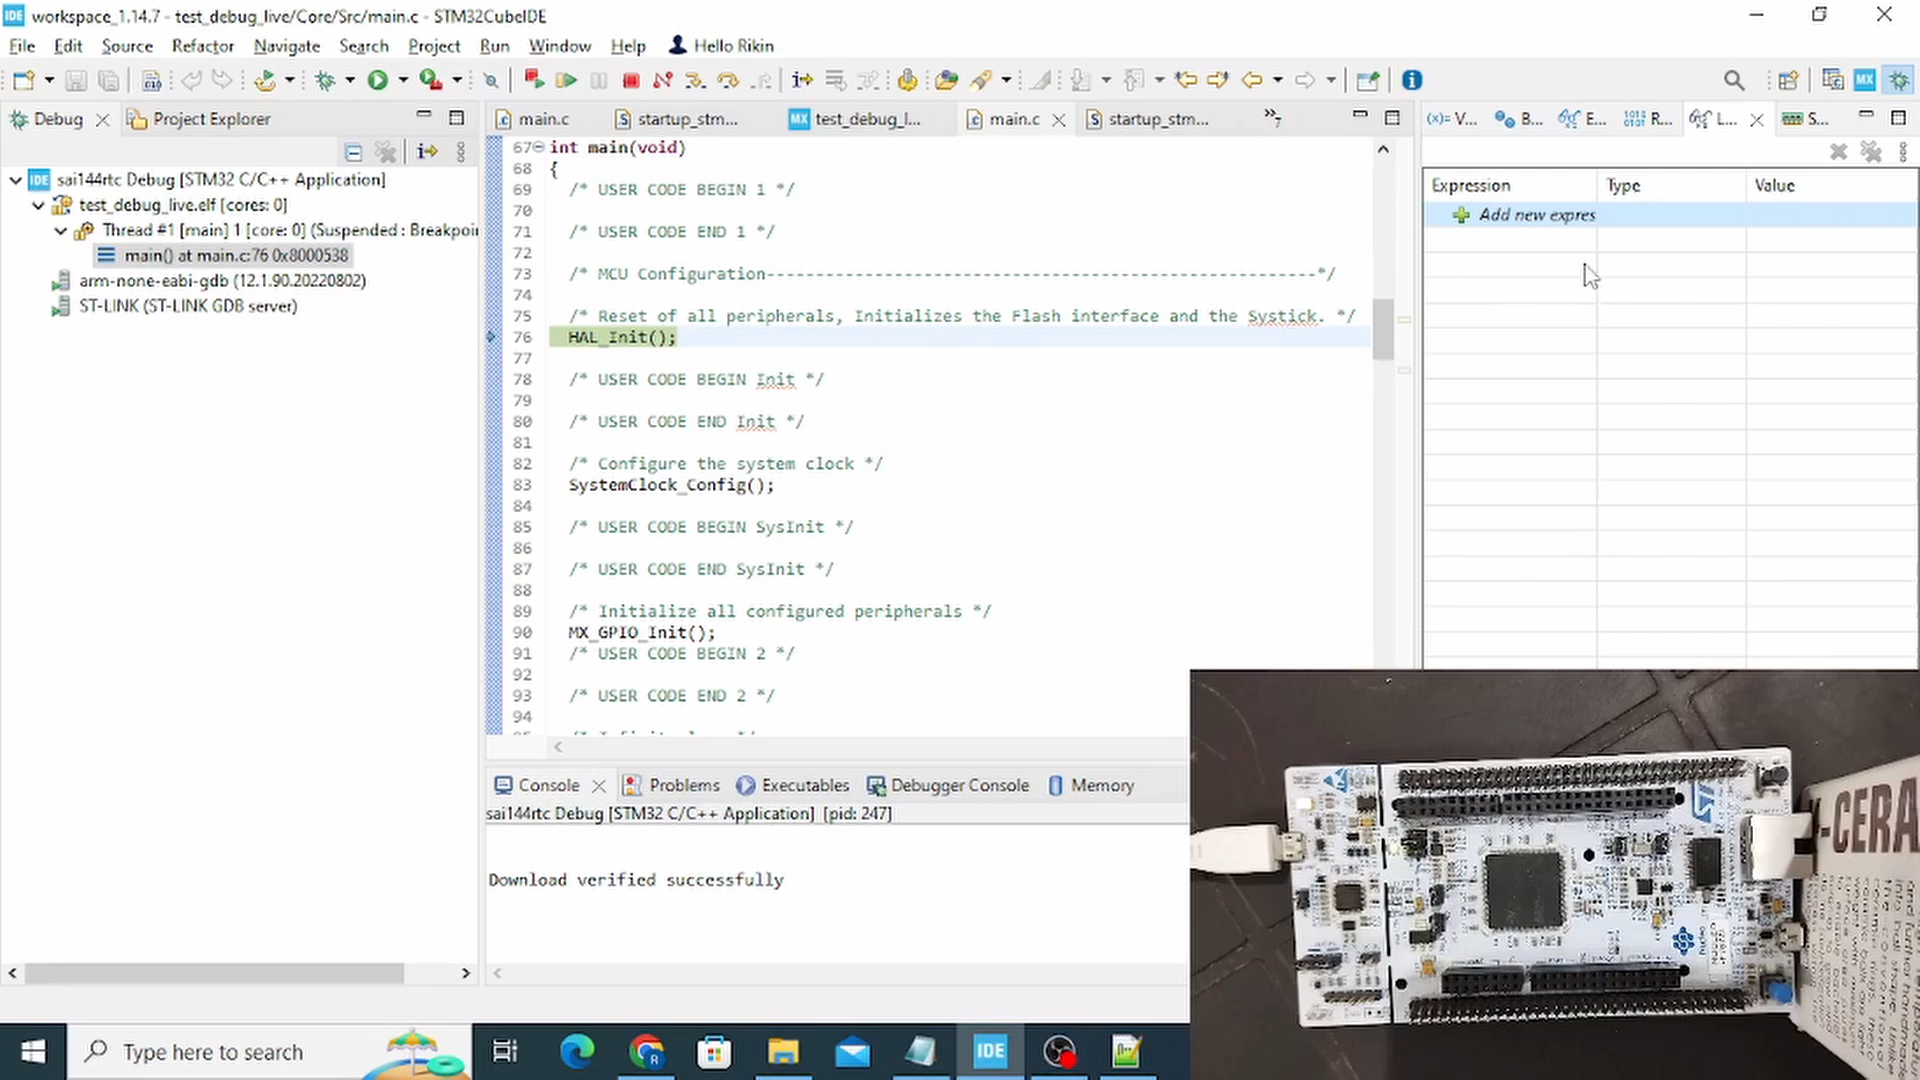 IDE workspace_1.14.7 - test_debug_live/Core/Src/main.c - STM32CubeIDE
File Edit Source Refactor Navigate Search Project Run Window Help Hello Rikin
Debug
Project Explorer
sai144rtc Debug [STM32 C/C++ Application]
test_debug_live.elf [cores: 0]
Thread #1 [main] 1 [core: 0] (Suspended : Breakpoi
main() at main.c:76 0x8000538
arm-none-eabi-gdb (12.1.90.20220802)
ST-LINK (ST-LINK GDB server)
main.c
startup_stm...
MX test_debug_l...
main.c
startup_stm...
»7
67 int main(void)
68 {
69 /* USER CODE BEGIN 1 */
70
71 /* USER CODE END 1 */
72
73 /* MCU Configuration--------------------------------------------------------*/
74
75 /* Reset of all peripherals, Initializes the Flash interface and the Systick. */
76 HAL_Init();
77
78 /* USER CODE BEGIN Init */
79
80 /* USER CODE END Init */
81
82 /* Configure the system clock */
83 SystemClock_Config();
84
85 /* USER CODE BEGIN SysInit */
86
87 /* USER CODE END SysInit */
88
89 /* Initialize all configured peripherals */
90 MX_GPIO_Init();
91 /* USER CODE BEGIN 2 */
92
93 /* USER CODE END 2 */
94
(x)= V...
B...
E...
R...
L...
S...
Expression Type Value
Add new expres
Console
Problems
Executables
Debugger Console
Memory
sai144rtc Debug [STM32 C/C++ Application] [pid: 247]
Download verified successfully
-CERA
Type here to search
IDE